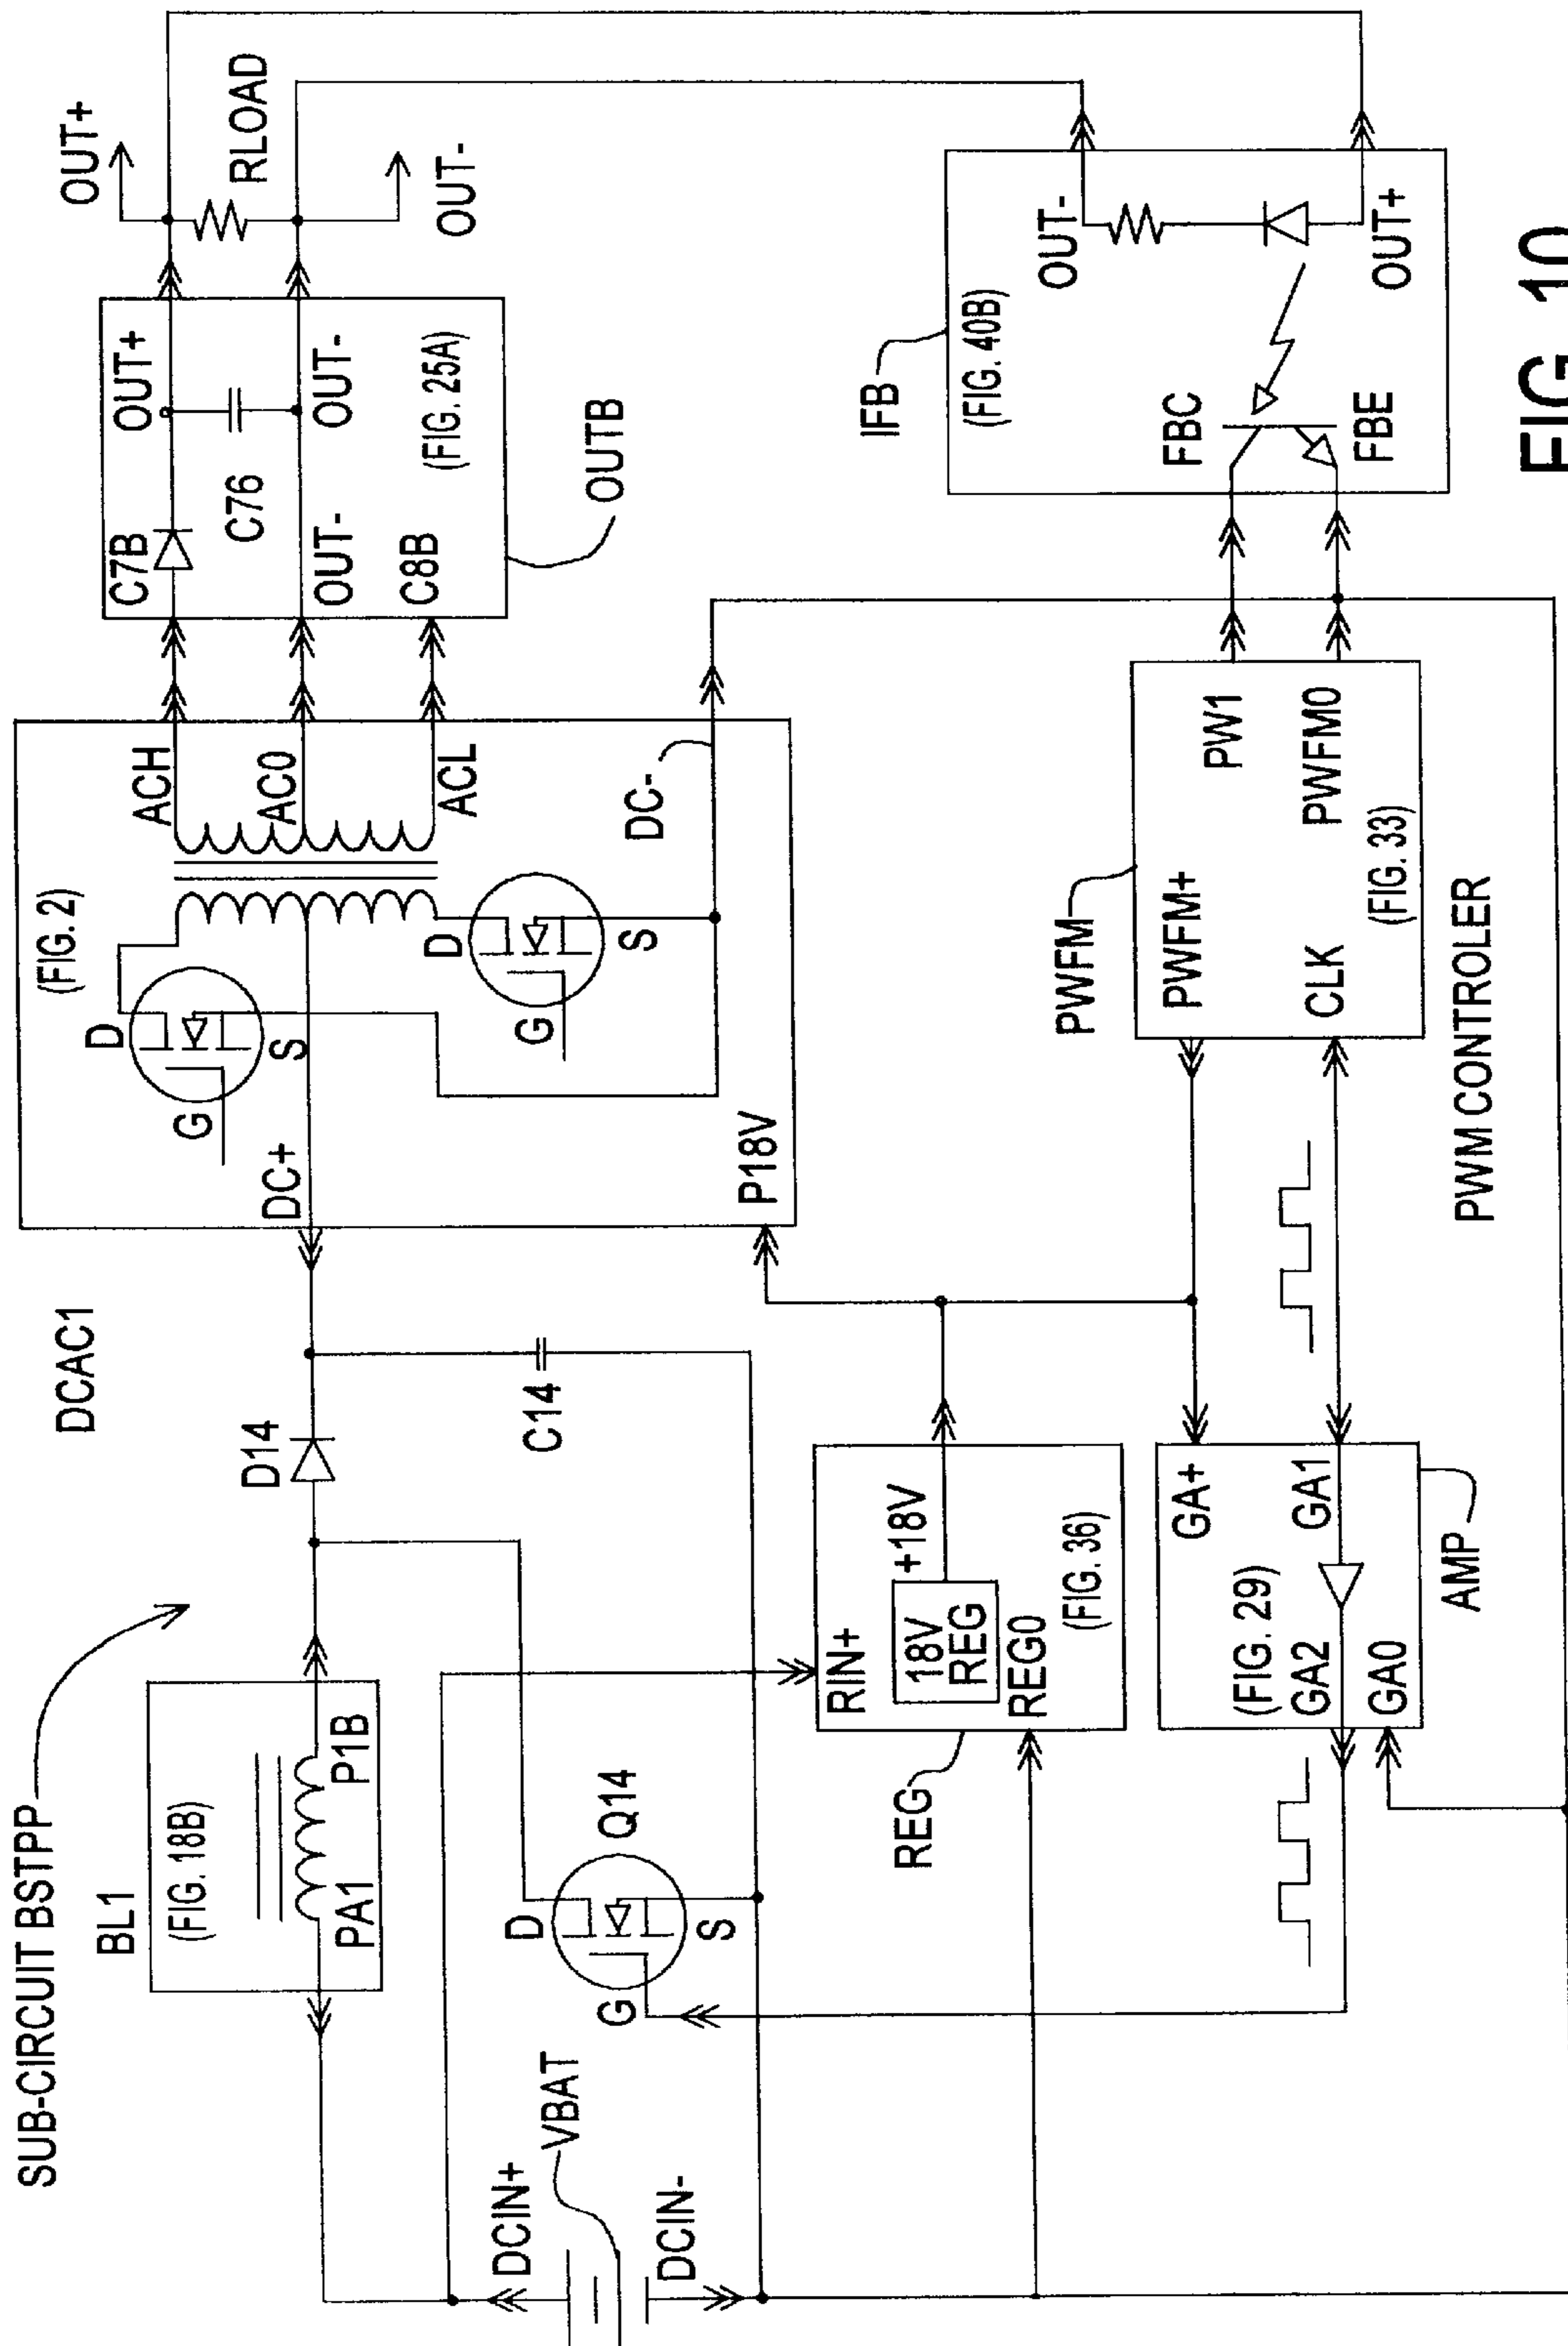 SUB-CIRCUIT BSTPP
BL1
(FIG. 18B)
PA1
P1B
D14
DCAC1
C14
(FIG. 2)
D
G
S
DC+
D
G
S
P18V
DC-
ACH
AC0
ACL
C7B
OUT+
C76
OUT-
OUT-
C8B
(FIG. 25A)
OUTB
OUT+
RLOAD
OUT-
DCIN+
VBAT
DCIN-
D
G
S
Q14
REG
RIN+
18V
REG
+18V
REG0
(FIG. 36)
GA+
(FIG. 29)
GA2
GA1
GA0
AMP
PWFM
PWFM+
PW1
CLK
PWFM0
(FIG. 33)
PWM CONTROLER
IFB
(FIG. 40B)
OUT-
FBC
FBE
OUT+
FIG. 10